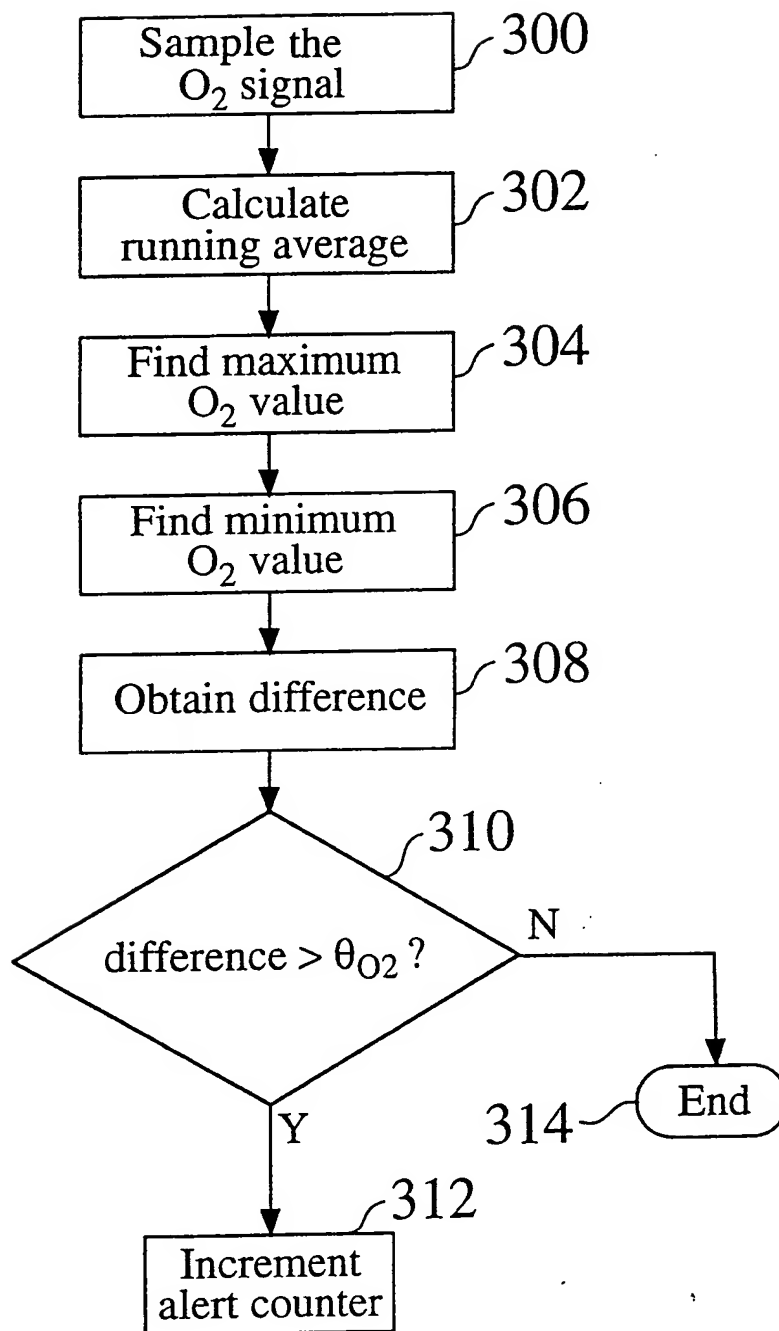 Sample the
O₂ signal
300
Calculate
running average
302
Find maximum
O₂ value
304
Find minimum
O₂ value
306
Obtain difference
308
310
difference > θ_O2 ?
N
Y
End
314
312
Increment
alert counter